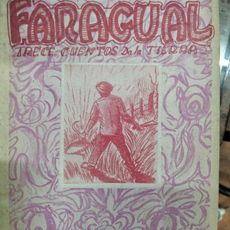 FARAGUAL
TRECE CUENTOS De la TIERRA